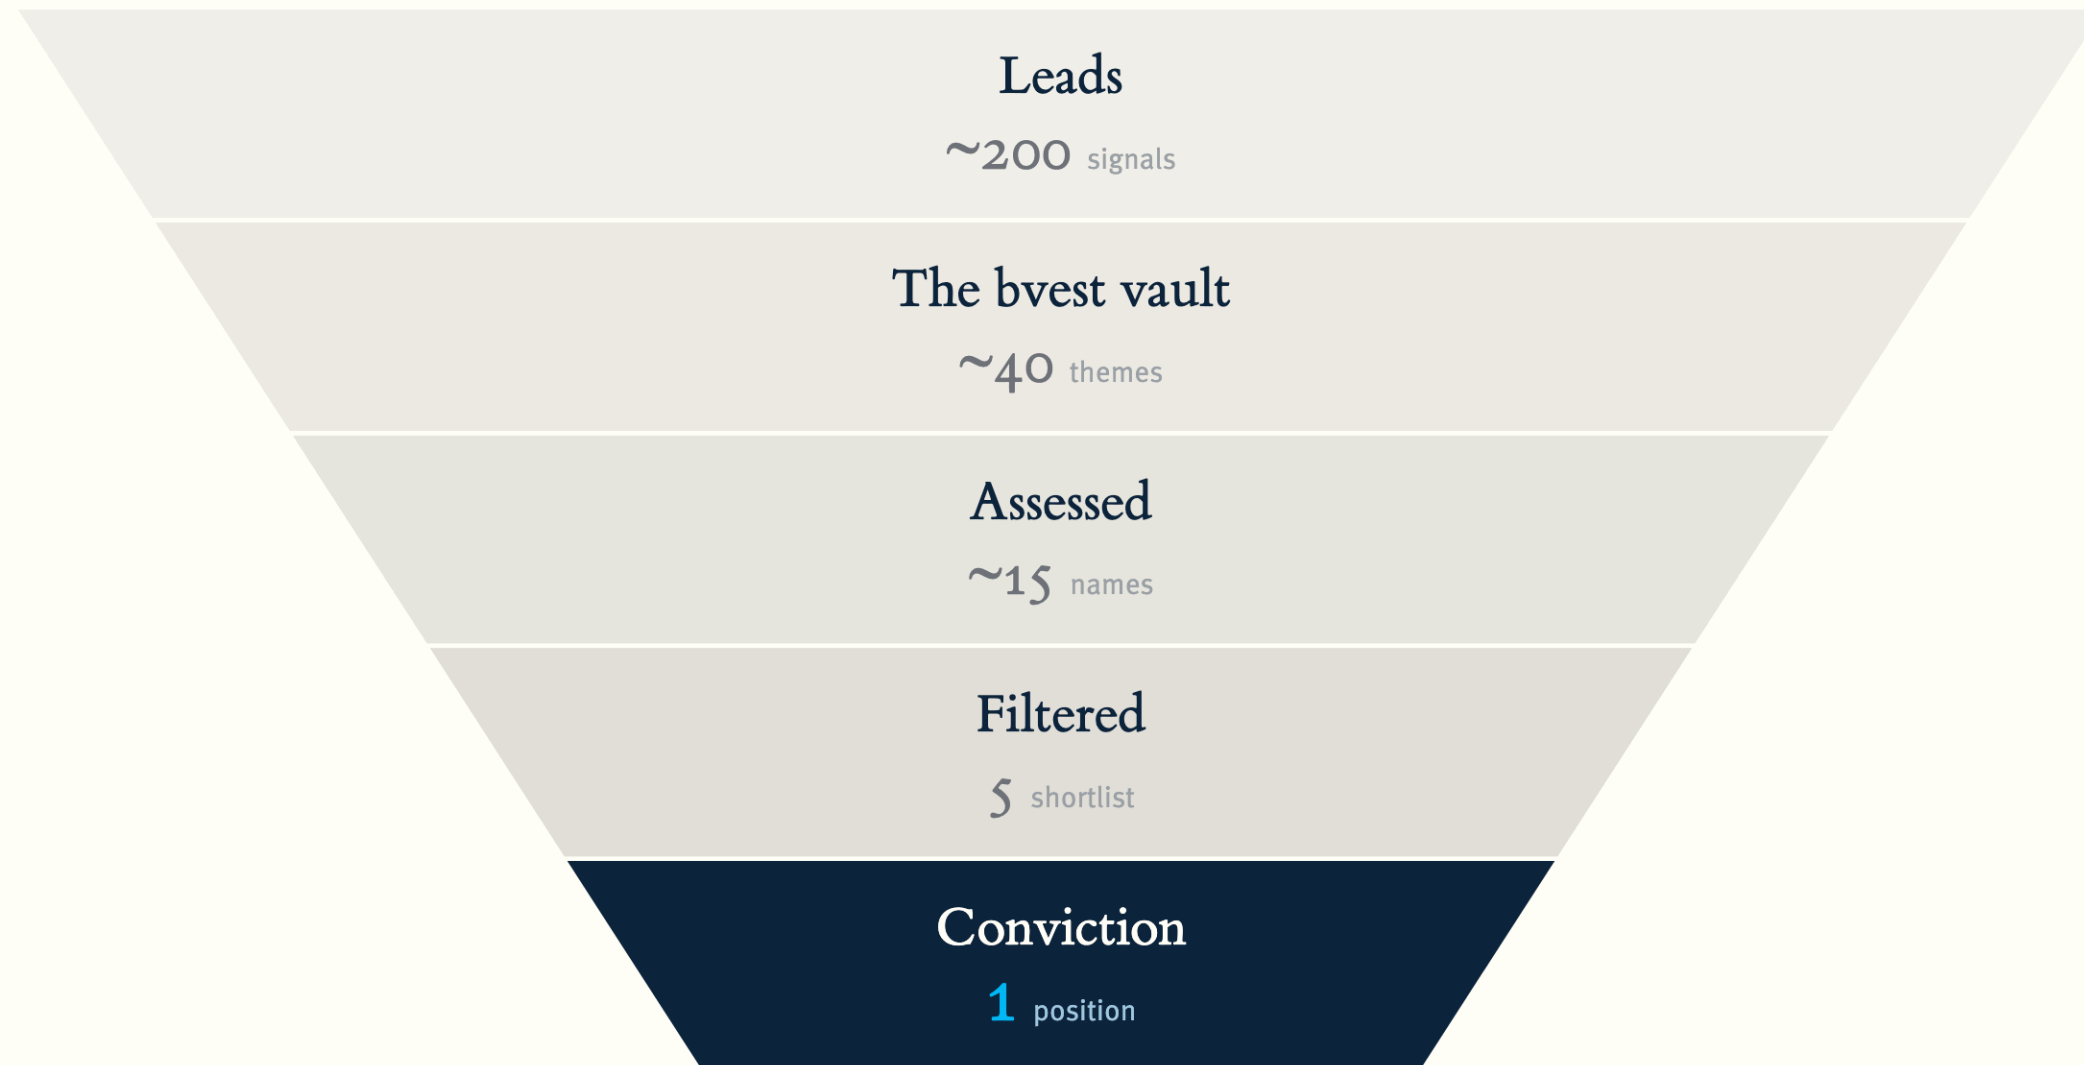 Leads
~200 signals
The bvest vault
~40 themes
Assessed
~15 names
Filtered
5 shortlist
Conviction
1 position